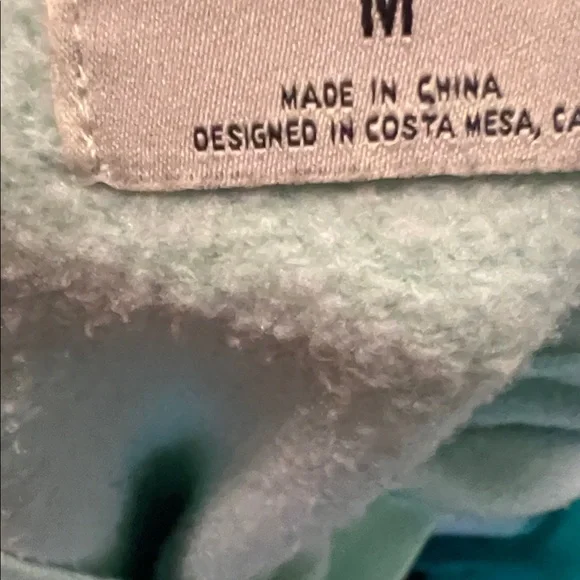 M
MADE IN CHINA
DESIGNED IN COSTA MESA, CA